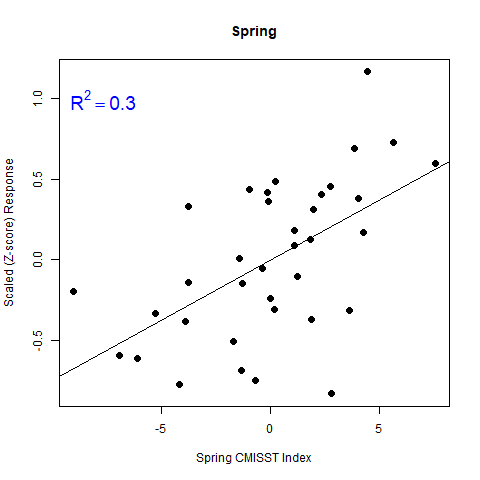 Spring
R² = 0.3
Scaled (Z-score) Response
1.0
0.5
0.0
-0.5
-5 0 5
Spring CMISST Index